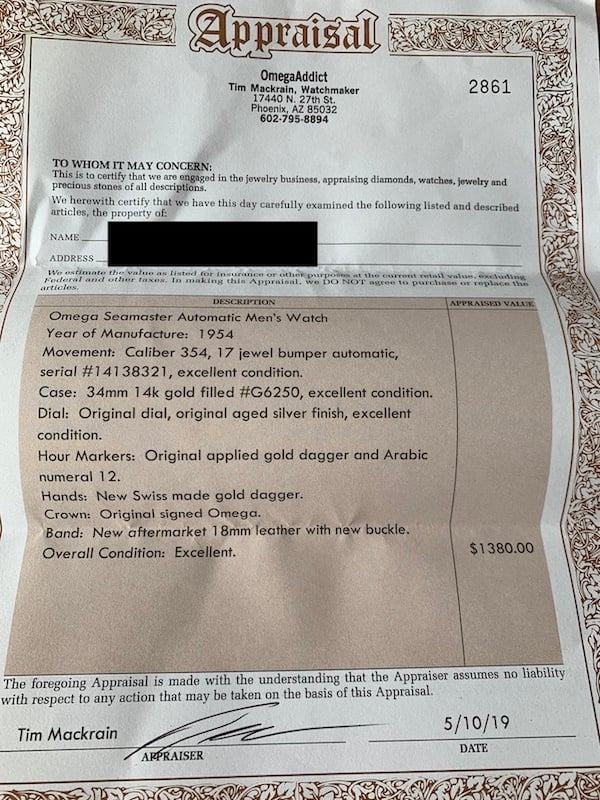 Appraisal
OmegaAddict
Tim Mackrain, Watchmaker
17440 N. 27th St.
Phoenix, AZ 85032
602-795-8894
2861
TO WHOM IT MAY CONCERN:
This is to certify that we are engaged in the jewelry business, appraising diamonds, watches, jewelry and
precious stones of all descriptions.
We herewith certify that we have this day carefully examined the following listed and described
articles, the property of:
NAME
ADDRESS
We estimate the value as listed for insurance or other purposes at the current retail value, excluding
Federal and other taxes. In making this Appraisal, we DO NOT agree to purchase or replace the
articles.
DESCRIPTION
APPRAISED VALUE
Omega Seamaster Automatic Men's Watch
Year of Manufacture: 1954
Movement: Caliber 354, 17 jewel bumper automatic,
serial #14138321, excellent condition.
Case: 34mm 14k gold filled #G6250, excellent condition.
Dial: Original dial, original aged silver finish, excellent
condition.
Hour Markers: Original applied gold dagger and Arabic
numeral 12.
Hands: New Swiss made gold dagger.
Crown: Original signed Omega.
Band: New aftermarket 18mm leather with new buckle.
Overall Condition: Excellent.
$1380.00
The foregoing Appraisal is made with the understanding that the Appraiser assumes no liability
with respect to any action that may be taken on the basis of this Appraisal.
Tim Mackrain
5/10/19
APPRAISER
DATE